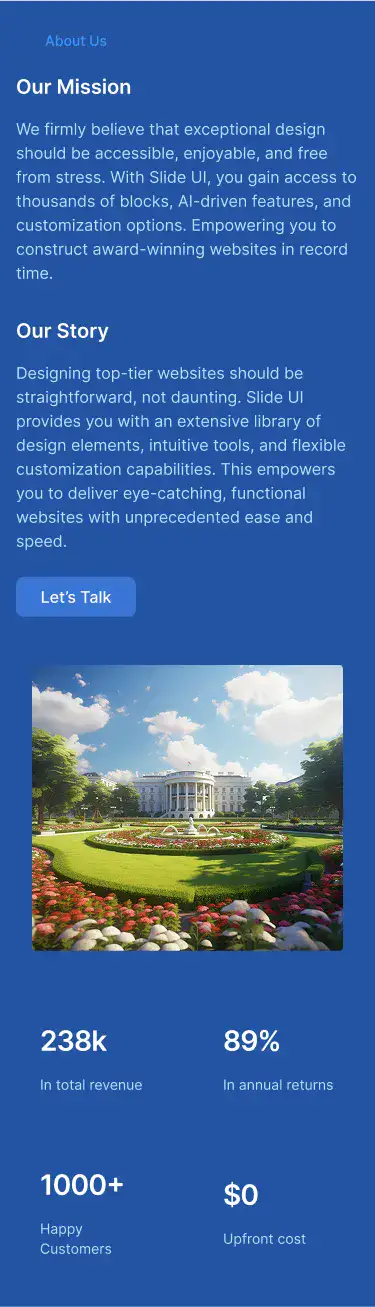 About Us
Our Mission
We firmly believe that exceptional design
should be accessible, enjoyable, and free
from stress. With Slide UI, you gain access to
thousands of blocks, AI-driven features, and
customization options. Empowering you to
construct award-winning websites in record
time.
Our Story
Designing top-tier websites should be
straightforward, not daunting. Slide UI
provides you with an extensive library of
design elements, intuitive tools, and flexible
customization capabilities. This empowers
you to deliver eye-catching, functional
websites with unprecedented ease and
speed.
Let’s Talk
238k
In total revenue
89%
In annual returns
1000+
Happy
Customers
$0
Upfront cost